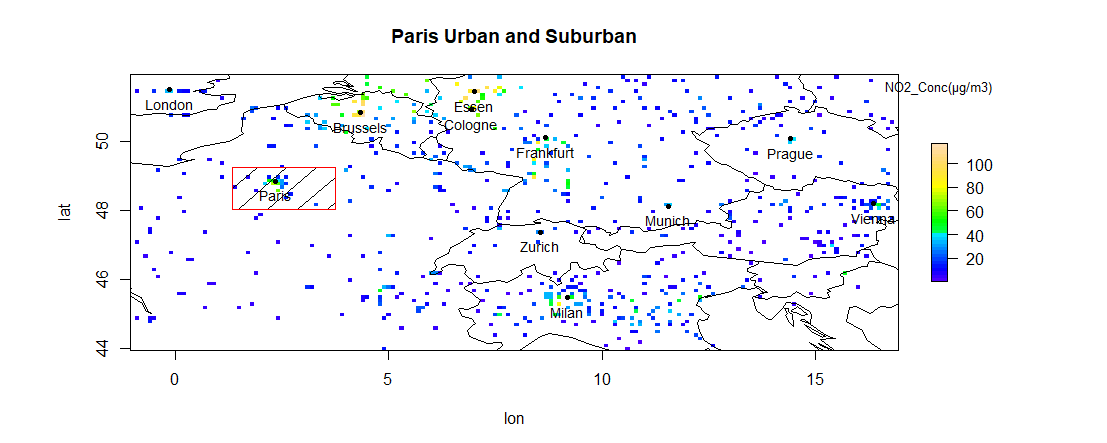 Paris Urban and Suburban
NO2_Conc(µg/m3)
London
Essen
Brussels
Cologne
Frankfurt
Prague
Paris
Munich
Vienna
Zurich
Milan
lat
50
48
46
44
0
5
10
15
lon
100
80
60
40
20